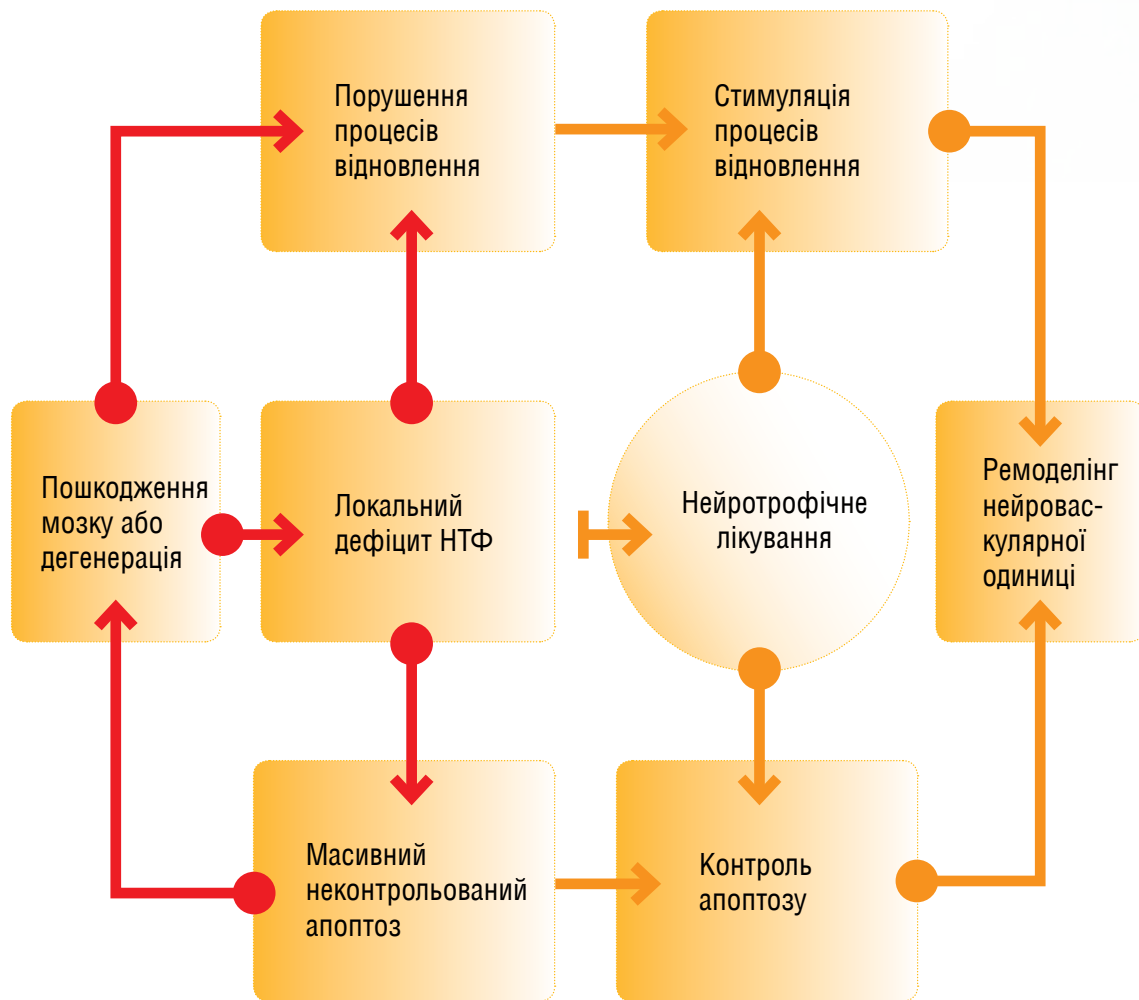 Порушення
процесів
відновлення
Стимуляція
процесів
відновлення
Пошкодження
мозку або
дегенерація
Локальний
дефіцит НТФ
Нейротрофічне
лікування
Ремоделінг
нейровас-
кулярної
одиниці
Масивний
неконтрольований
апоптоз
Контроль
апоптозу